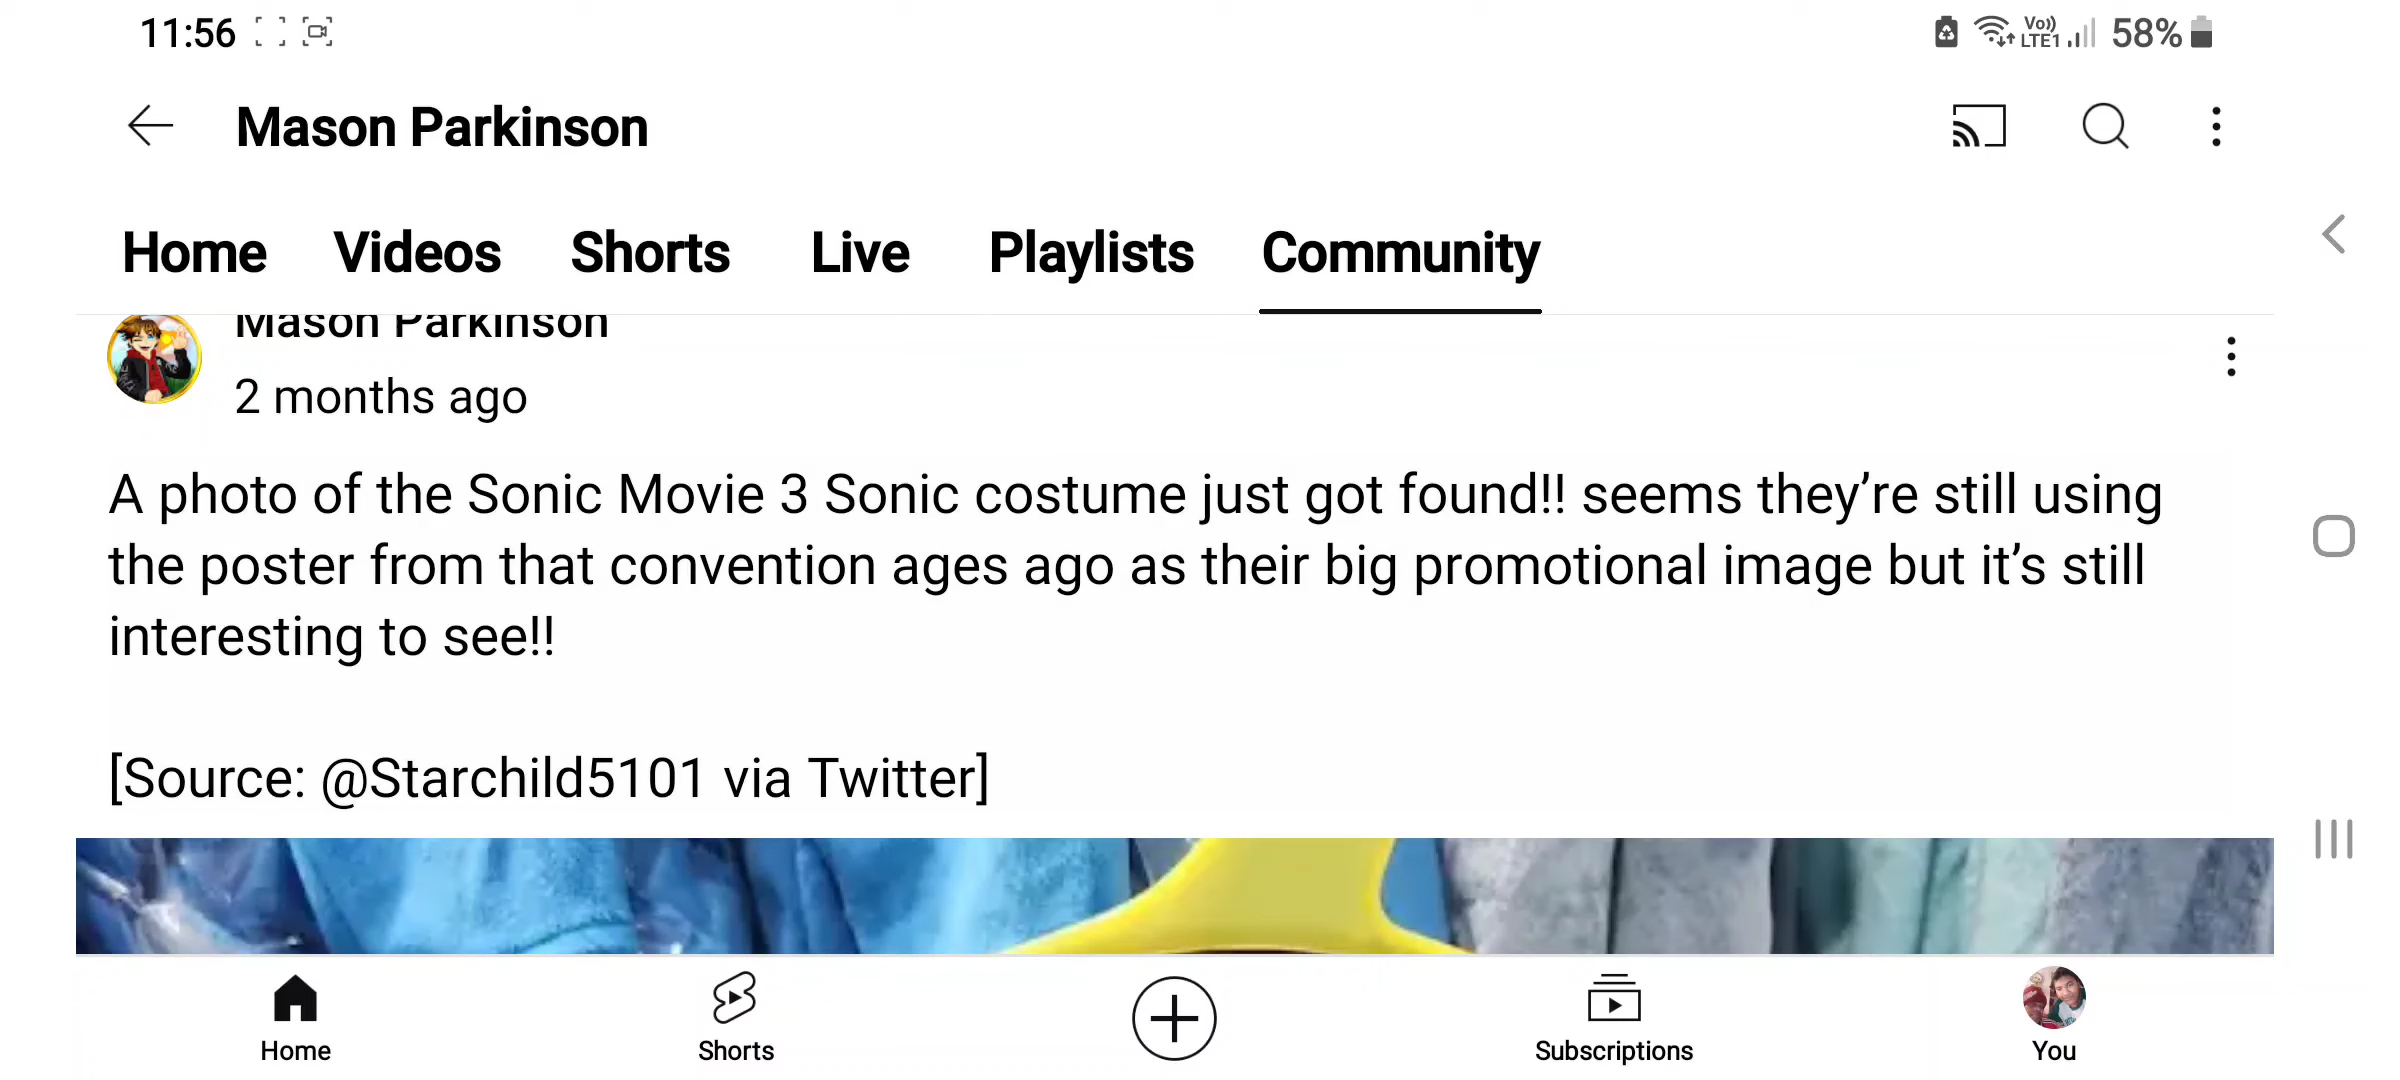 11:56
Vo))
LTE1
58%
Mason Parkinson
Home Videos Shorts Live Playlists Community
Mason Parkinson
2 months ago
A photo of the Sonic Movie 3 Sonic costume just got found!! seems they’re still using
the poster from that convention ages ago as their big promotional image but it’s still
interesting to see!!
[Source: @Starchild5101 via Twitter]
Home Shorts Subscriptions You